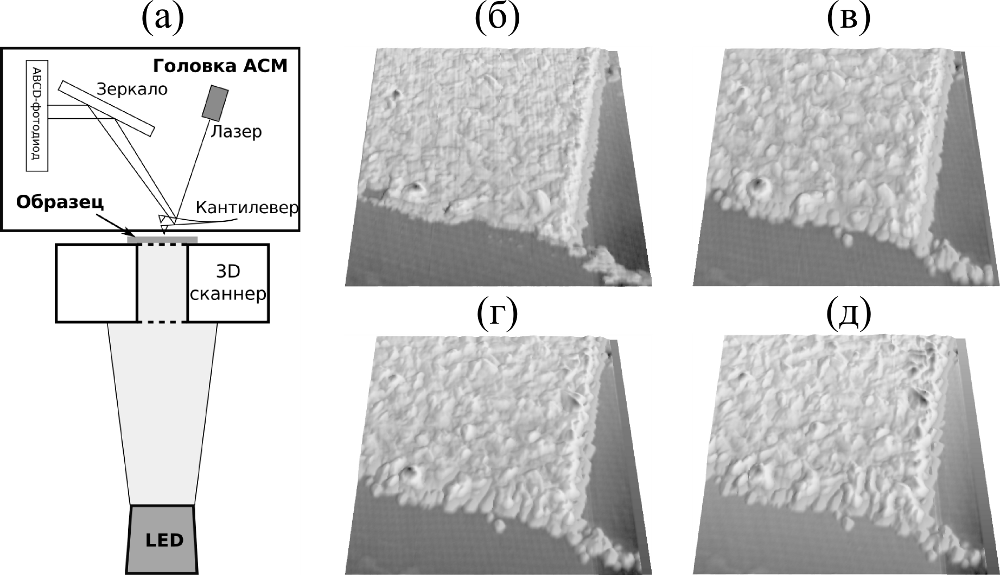 (а)
(б)
(в)
Головка АСМ
ABCD-фотодиод
Зеркало
Лазер
Образец
Кантилевер
3D
сканнер
(г)
(д)
LED